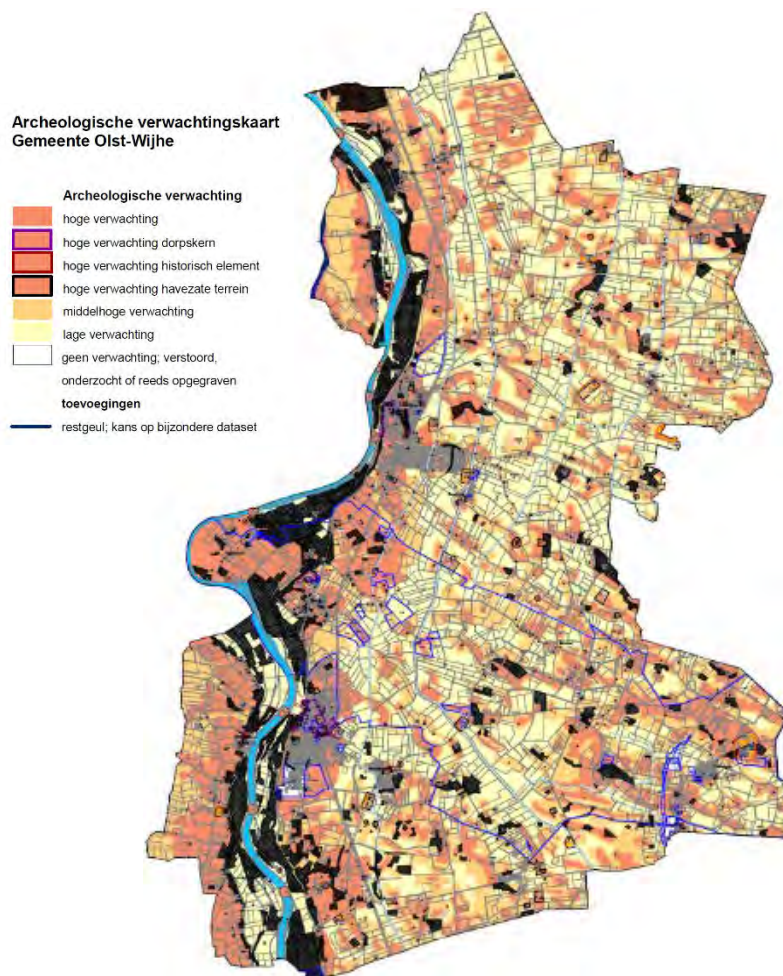 Archeologische verwachtingskaart
Gemeente Olst-Wijhe
Archeologische verwachting
hoge verwachting
hoge verwachting dorpskern
hoge verwachting historisch element
hoge verwachting havezate terrein
middelhoge verwachting
lage verwachting
geen verwachting; verstoord,
onderzocht of reeds opgegraven
toevoegingen
restgeul; kans op bijzondere dataset